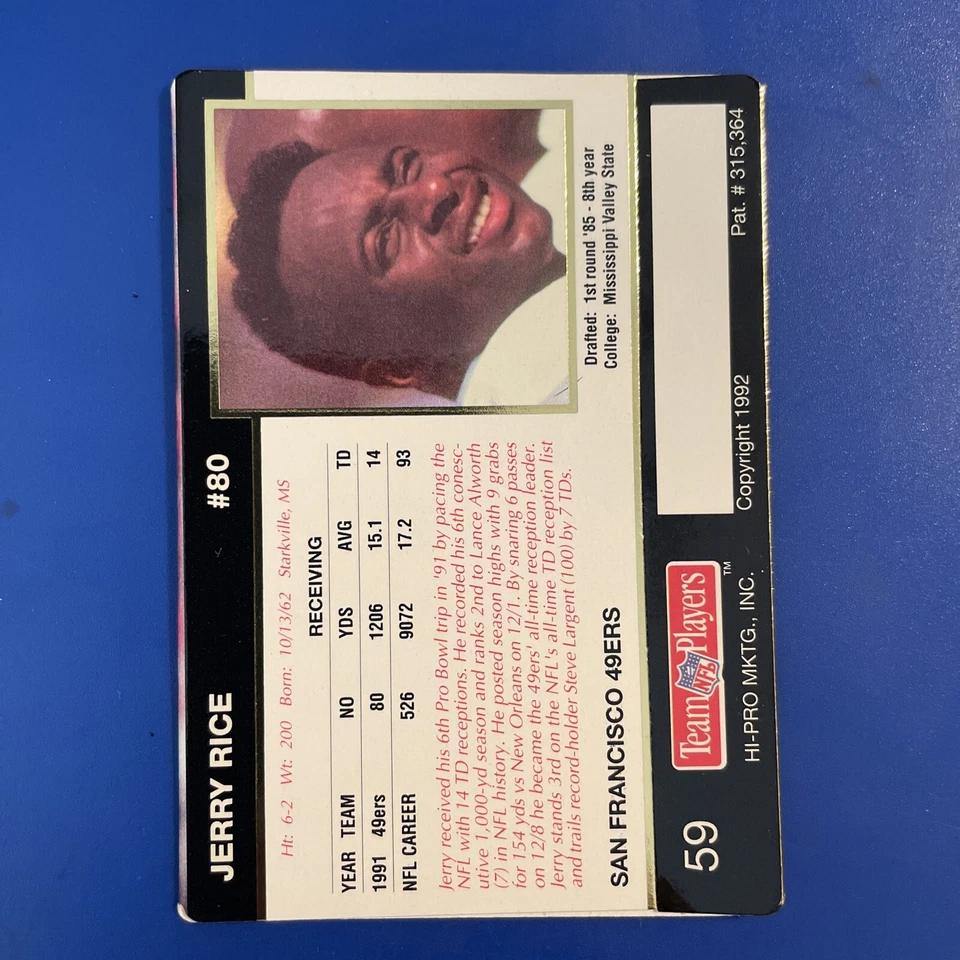 JERRY RICE #80
Ht: 6-2 Wt: 200 Born: 10/13/62 Starkville, MS
RECEIVING
YEAR TEAM NO YDS AVG TD
1991 49ers 80 1206 15.1 14
NFL CAREER 526 9072 17.2 93
Jerry received his 6th Pro Bowl trip in '91 by pacing the
NFL with 14 TD receptions. He recorded his 6th conesc-
utive 1,000-yd season and ranks 2nd to Lance Alworth
(7) in NFL history. He posted season highs with 9 grabs
for 154 yds vs New Orleans on 12/1. By snaring 6 passes
on 12/8 he became the 49ers' all-time reception leader.
Jerry stands 3rd on the NFL's all-time TD reception list
and trails record-holder Steve Largent (100) by 7 TDs.
Drafted: 1st round '85 - 8th year
College: Mississippi Valley State
SAN FRANCISCO 49ERS
59
Team NFL Players TM
HI-PRO MKTG., INC. Copyright 1992 Pat. # 315,364